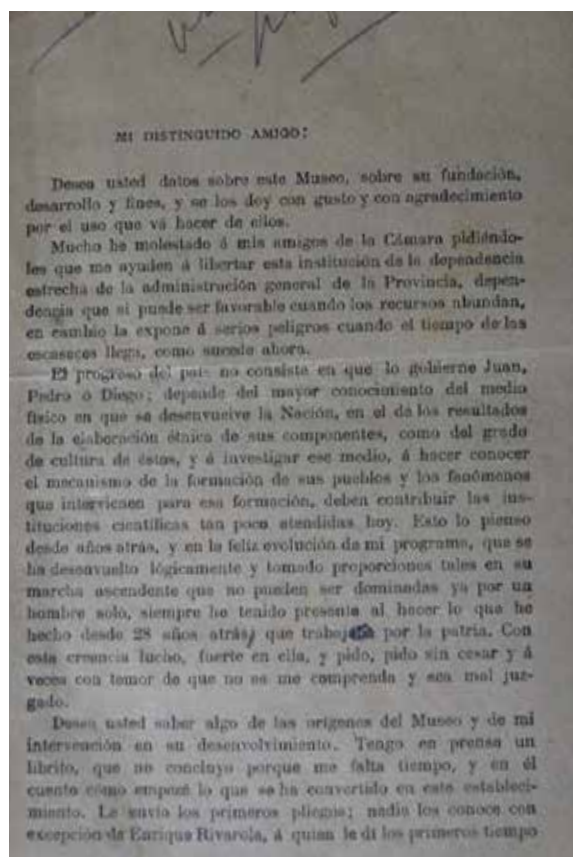 MI DISTINGUIDO AMIGO:
Desea usted datos sobre este Museo, sobre su fundación,
desarrollo y fines, y se los doy con gusto y con agradecimiento
por el uso que vá hacer de ellos.
Mucho he molestado á mis amigos de la Cámara pidiéndo-
les que me ayuden á libertar esta institución de la dependencia
estrecha de la administración general de la Provincia, depen-
dencia que si puede ser favorable cuando los recursos abundan,
en cambio la expone á serios peligros cuando el tiempo de las
escaseces llega, como sucede ahora.
El progreso del país no consiste en que lo gobierne Juan,
Pedro ó Diego; depende del mayor conocimiento del medio
físico en que se desenvuelve la Nación, en el de los resultados
de la elaboración étnica de sus componentes, como del grado
de cultura de éstos, y á investigar ese medio, á hacer conocer
el mecanismo de la formación de sus pueblos y los fenómenos
que intervienen para esa formación, deben contribuir las ins-
tituciones científicas tan poco atendidas hoy. Esto lo pienso
desde años atrás, y en la feliz evolución de mi programa, que se
ha desenvuelto lógicamente y tomado proporciones tales en su
marcha ascendente que no pueden ser dominadas ya por un
hombre solo, siempre he tenido presente al hacer lo que he
hecho desde 28 años atrás, que por la patria. Con
esta creencia lucho, fuerte en ella, y pido, pido sin cesar y á
veces con temor de que no se me comprenda y sea mal juz-
gado.
Desea usted saber algo de los orígenes del Museo y de mi
intervención en su desenvolvimiento. Tengo en prensa un
librito, que no concluyo porque me falta tiempo, y en él
cuento cómo empezó lo que se ha convertido en este estableci-
miento. Le envío los primeros pliegos; nadie los conoce con
excepción de Enrique Rivarola, á quien le di los primeros tiempo